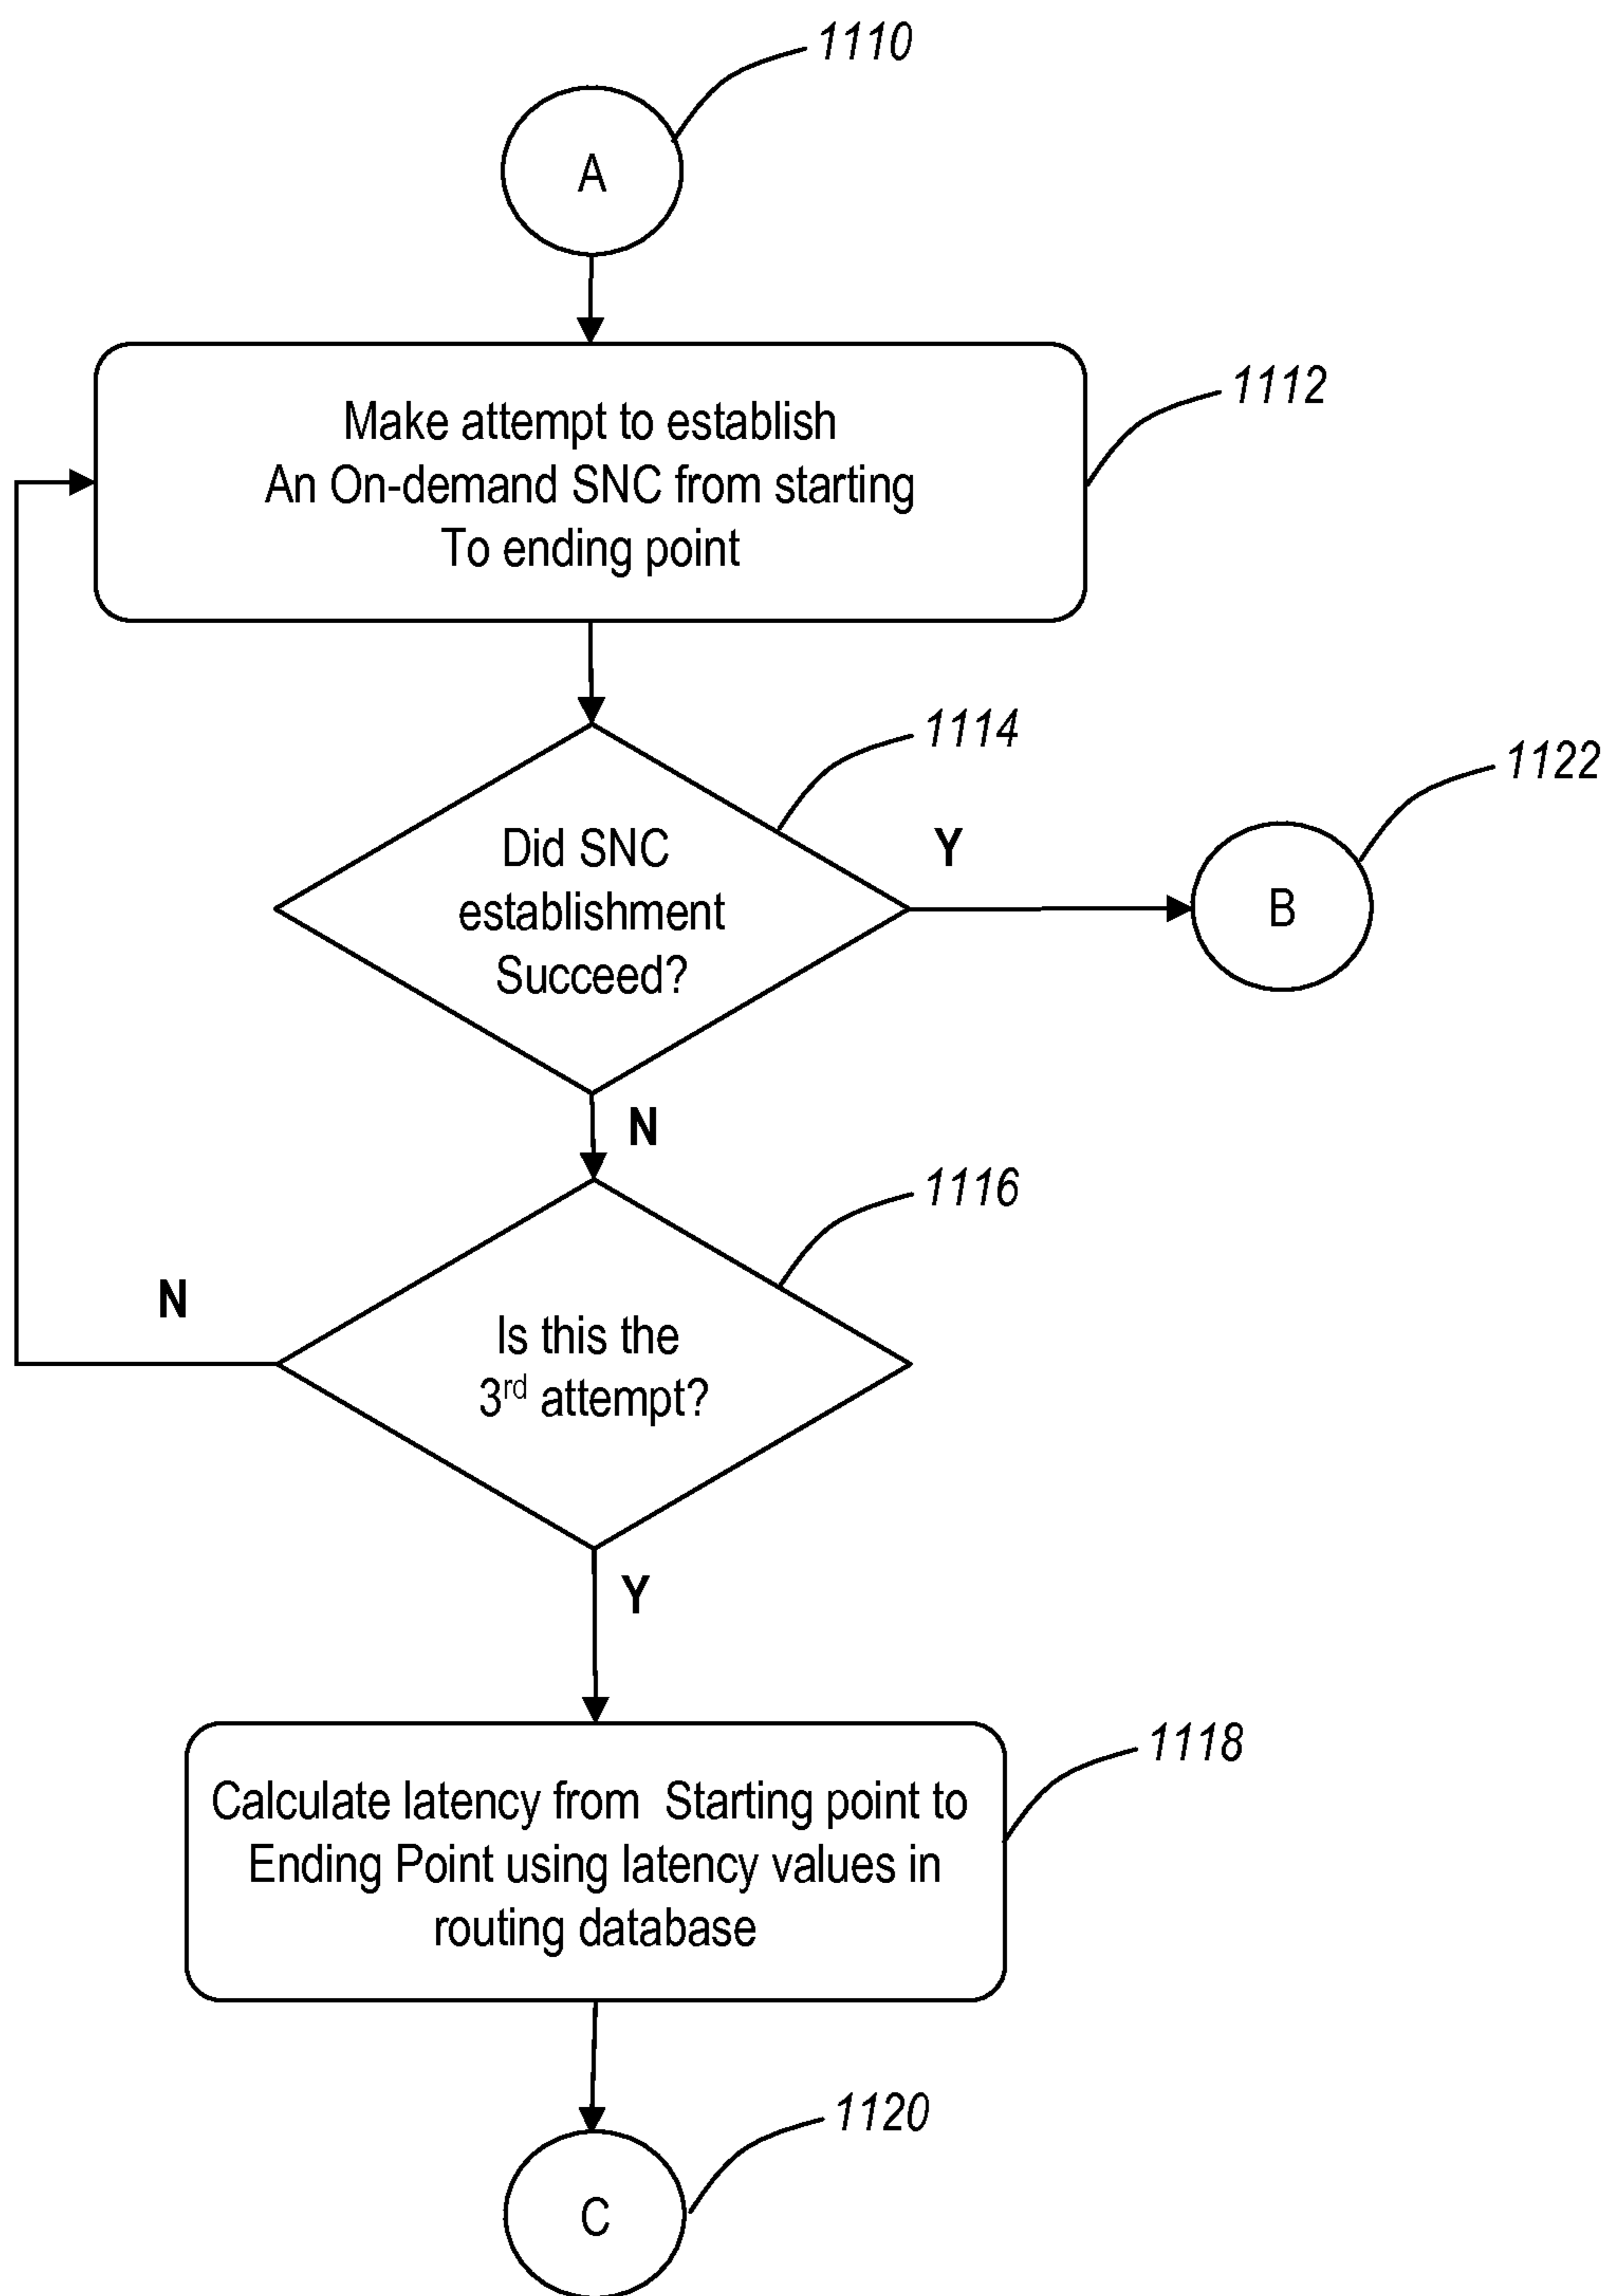 1110
A
1112
Make attempt to establish
An On-demand SNC from starting
To ending point
1114
1122
Did SNC
establishment
Succeed?
Y
B
N
1116
N
Is this the
3rd attempt?
Y
1118
Calculate latency from Starting point to
Ending Point using latency values in
routing database
1120
C